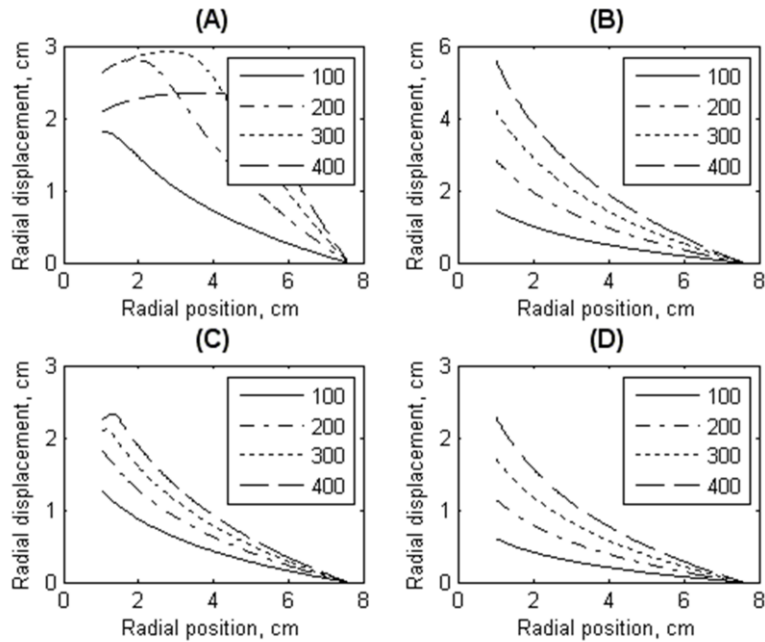 (A)
Radial displacement, cm
3
2
1
0
0 2 4 6 8
Radial position, cm
100
200
300
400
(B)
Radial displacement, cm
6
4
2
0
0 2 4 6 8
Radial position, cm
100
200
300
400
(C)
Radial displacement, cm
3
2
1
0
0 2 4 6 8
Radial position, cm
100
200
300
400
(D)
Radial displacement, cm
3
2
1
0
0 2 4 6 8
Radial position, cm
100
200
300
400